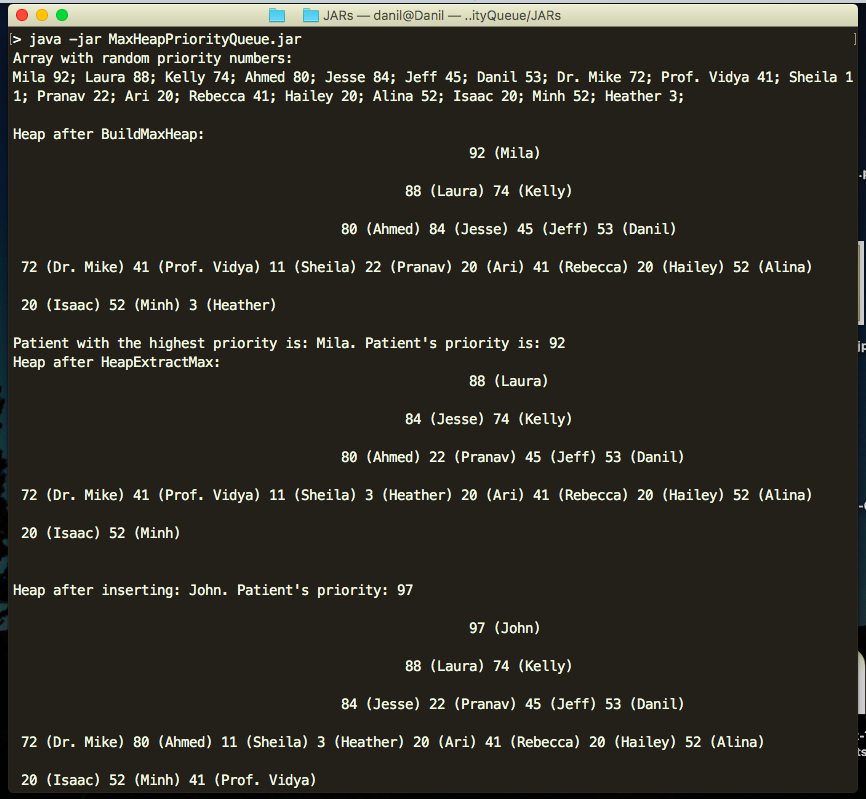 JARs — danil@Danil — ..ityQueue/JARs
[> java -jar MaxHeapPriorityQueue.jar ]
Array with random priority numbers:
Mila 92; Laura 88; Kelly 74; Ahmed 80; Jesse 84; Jeff 45; Danil 53; Dr. Mike 72; Prof. Vidya 41; Sheila 1
1; Pranav 22; Ari 20; Rebecca 41; Hailey 20; Alina 52; Isaac 20; Minh 52; Heather 3;
Heap after BuildMaxHeap:
92 (Mila)
88 (Laura) 74 (Kelly)
80 (Ahmed) 84 (Jesse) 45 (Jeff) 53 (Danil)
72 (Dr. Mike) 41 (Prof. Vidya) 11 (Sheila) 22 (Pranav) 20 (Ari) 41 (Rebecca) 20 (Hailey) 52 (Alina)
20 (Isaac) 52 (Minh) 3 (Heather)
Patient with the highest priority is: Mila. Patient's priority is: 92
Heap after HeapExtractMax:
88 (Laura)
84 (Jesse) 74 (Kelly)
80 (Ahmed) 22 (Pranav) 45 (Jeff) 53 (Danil)
72 (Dr. Mike) 41 (Prof. Vidya) 11 (Sheila) 3 (Heather) 20 (Ari) 41 (Rebecca) 20 (Hailey) 52 (Alina)
20 (Isaac) 52 (Minh)
Heap after inserting: John. Patient's priority: 97
97 (John)
88 (Laura) 74 (Kelly)
84 (Jesse) 22 (Pranav) 45 (Jeff) 53 (Danil)
72 (Dr. Mike) 80 (Ahmed) 11 (Sheila) 3 (Heather) 20 (Ari) 41 (Rebecca) 20 (Hailey) 52 (Alina)
20 (Isaac) 52 (Minh) 41 (Prof. Vidya)